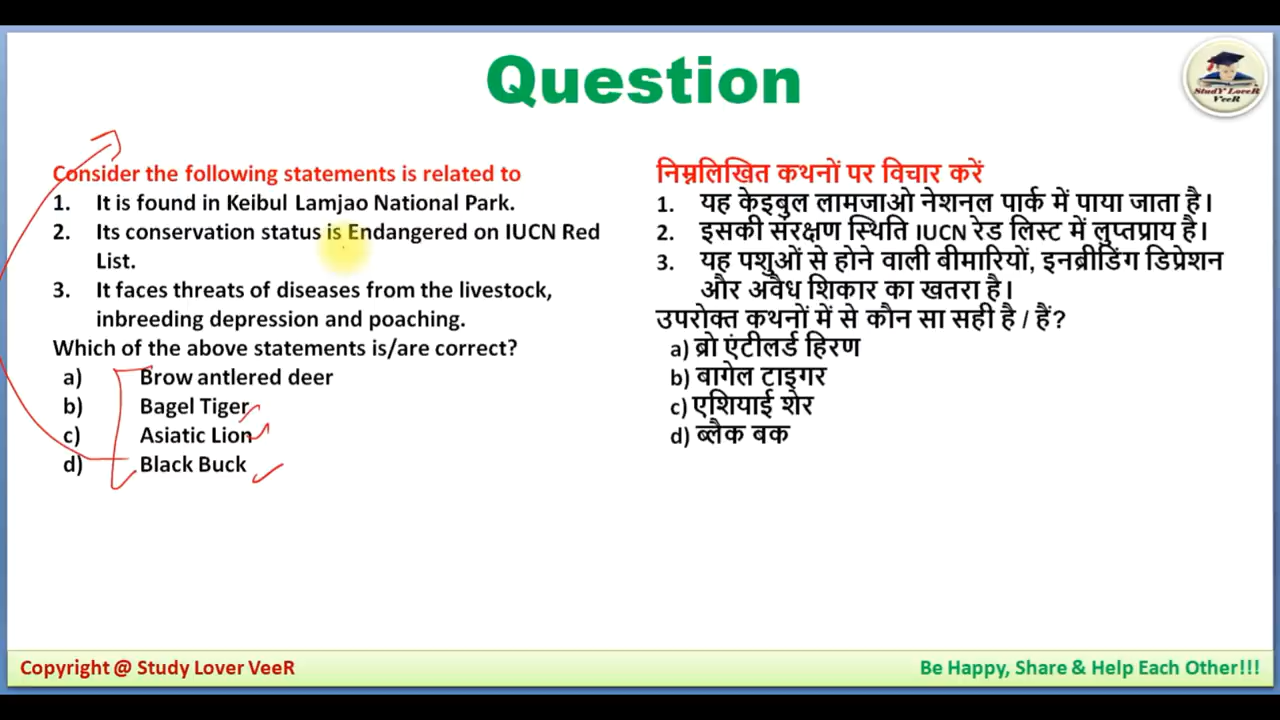 Question
StudY LoveR
VeeR
Consider the following statements is related to
1. It is found in Keibul Lamjao National Park.
2. Its conservation status is Endangered on IUCN Red
List.
3. It faces threats of diseases from the livestock,
inbreeding depression and poaching.
Which of the above statements is/are correct?
a) Brow antlered deer
b) Bagel Tiger
c) Asiatic Lion
d) Black Buck
निम्नलिखित कथनों पर विचार करें
1. यह केइबुल लामजाओ नेशनल पार्क में पाया जाता है।
2. इसकी संरक्षण स्थिति IUCN रेड लिस्ट में लुप्तप्राय है।
3. यह पशुओं से होने वाली बीमारियों, इनब्रीडिंग डिप्रेशन
और अवैध शिकार का खतरा है।
उपरोक्त कथनों में से कौन सा सही है / हैं?
a) ब्रो एंटीलर्ड हिरण
b) बागेल टाइगर
c) एशियाई शेर
d) ब्लैक बक
Copyright @ Study Lover VeeR
Be Happy, Share & Help Each Other!!!